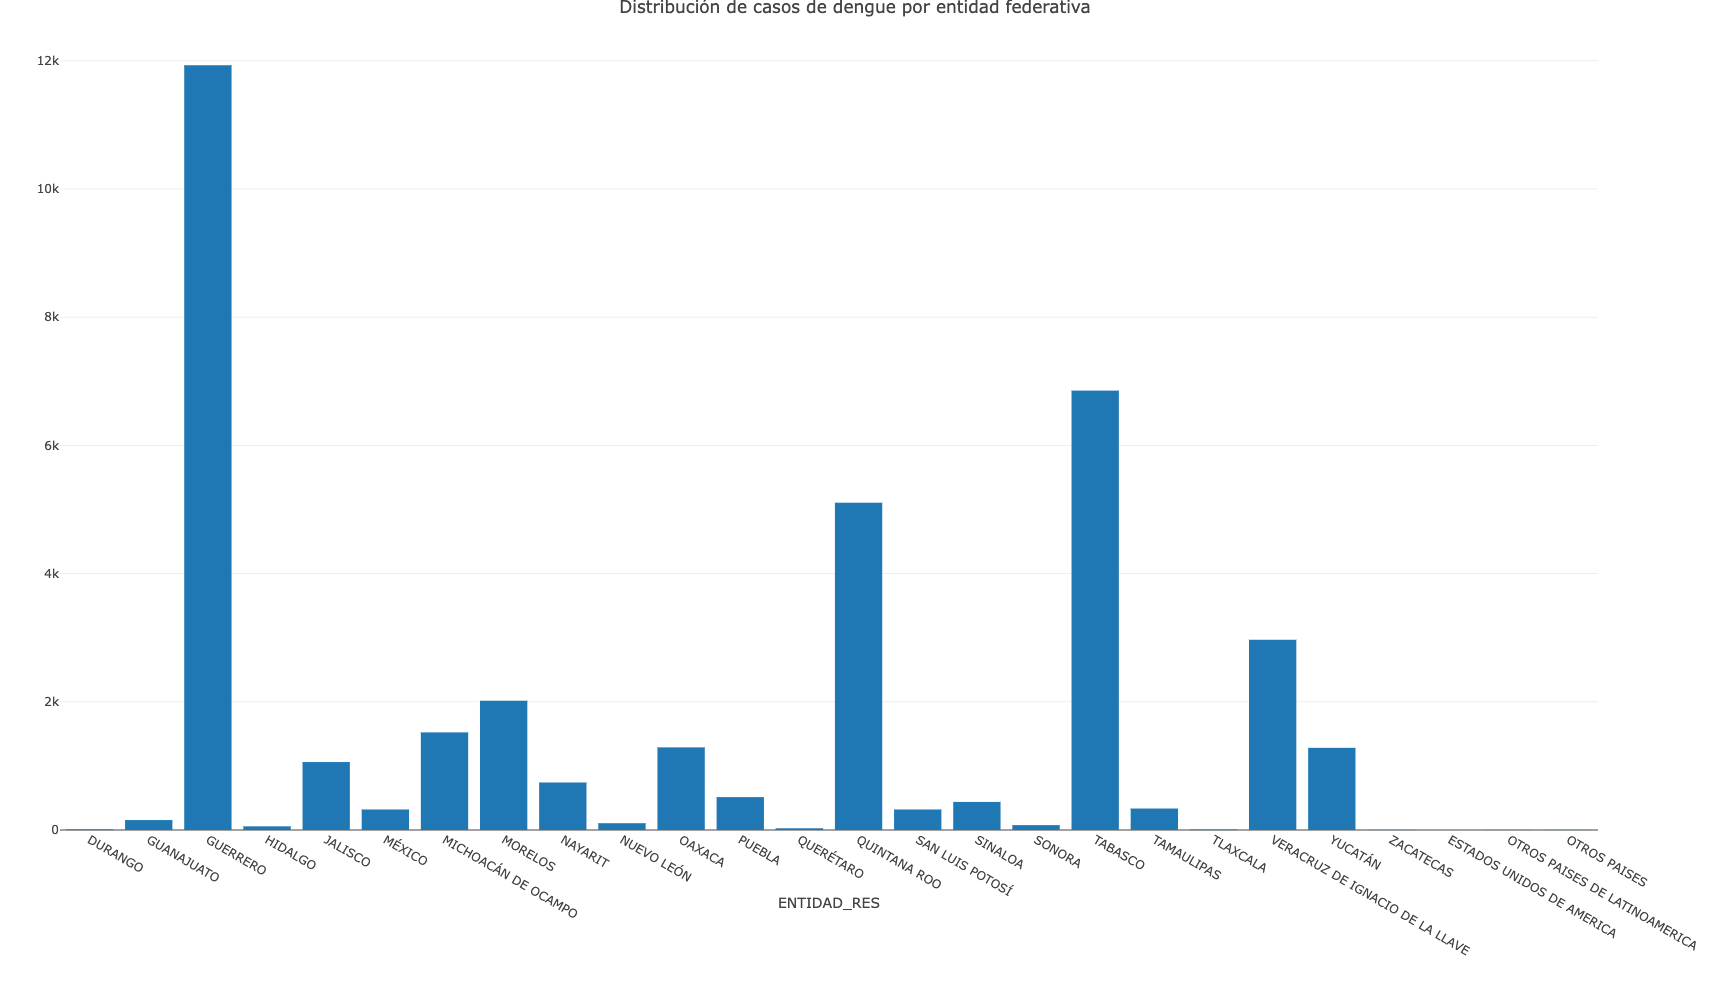 Distribución de casos de dengue por entidad federativa
12k
10k
8k
6k
4k
2k
0
DURANGO
GUANAJUATO
GUERRERO
HIDALGO
JALISCO
MÉXICO
MICHOACÁN DE OCAMPO
MORELOS
NAYARIT
NUEVO LEÓN
OAXACA
PUEBLA
QUERÉTARO
QUINTANA ROO
SAN LUIS POTOSÍ
SINALOA
SONORA
TABASCO
TAMAULIPAS
TLAXCALA
VERACRUZ DE IGNACIO DE LA LLAVE
YUCATÁN
ZACATECAS
ESTADOS UNIDOS DE AMERICA
OTROS PAISES DE LATINOAMERICA
OTROS PAISES
ENTIDAD_RES